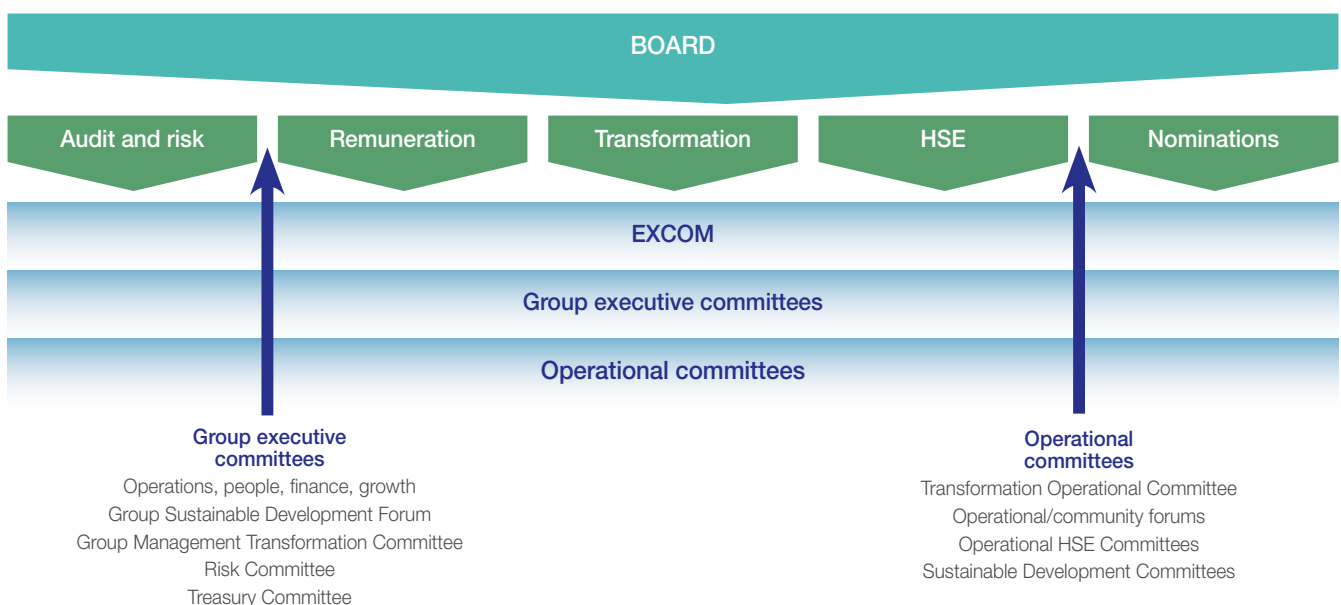 BOARD
Audit and risk
Remuneration
Transformation
HSE
Nominations
EXCOM
Group executive committees
Operational committees
Group executive
committees
Operations, people, finance, growth
Group Sustainable Development Forum
Group Management Transformation Committee
Risk Committee
Treasury Committee
Operational
committees
Transformation Operational Committee
Operational/community forums
Operational HSE Committees
Sustainable Development Committees